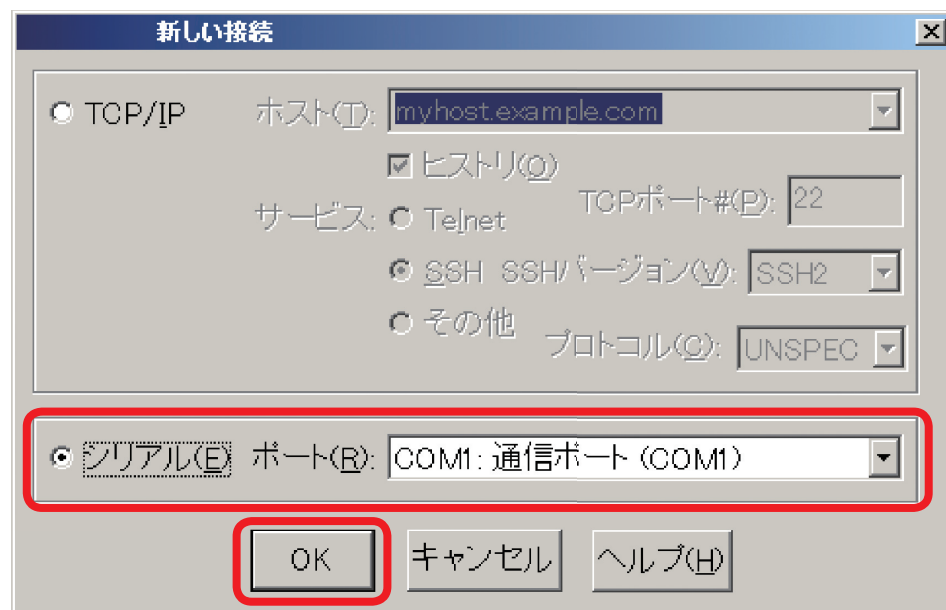 新しい接続
TCP/IP ホスト(T): myhost.example.com
ヒストリ(O)
サービス: Telnet TCPポート#(P): 22
SSH SSHバージョン(V): SSH2
その他 プロトコル(C): UNSPEC
シリアル(E) ポート(R): COM1: 通信ポート (COM1)
OK キャンセル ヘルプ(H)